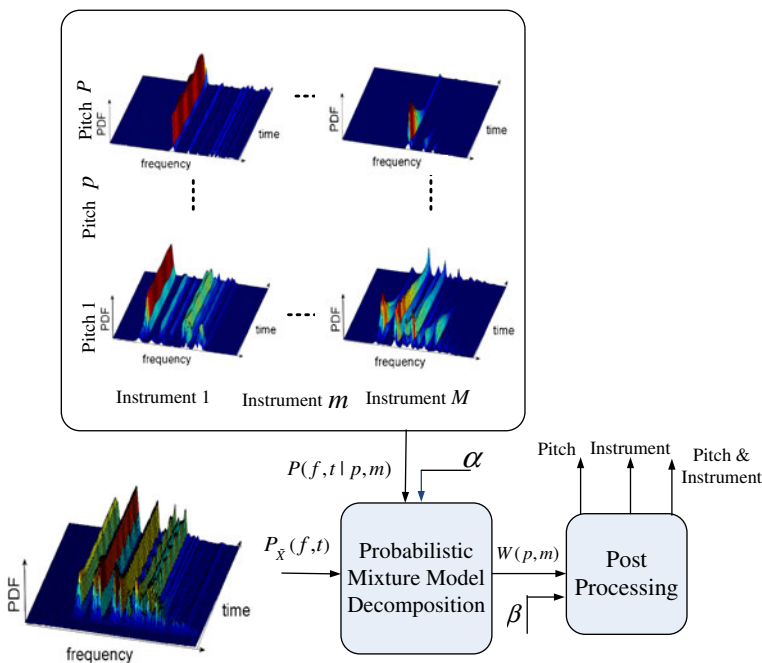 Pitch P
PDF
frequency
time
PDF
frequency
time
Pitch p
Pitch 1
PDF
frequency
time
PDF
frequency
time
Instrument 1
Instrument m
Instrument M
P(f,t | p,m)
α
Pitch
Instrument
Pitch &
Instrument
PDF
frequency
time
P_X̄(f,t)
Probabilistic
Mixture Model
Decomposition
W(p,m)
β
Post
Processing